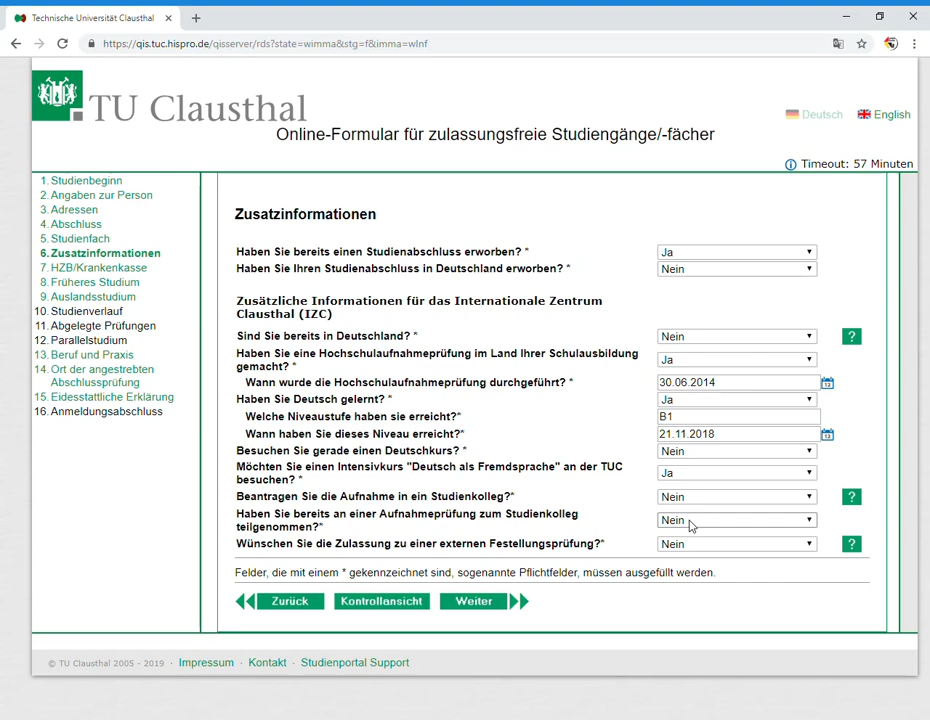 Technische Universität Clausthal
https://qis.tuc.hispro.de/qisserver/rds?state=wimma&stg=f&imma=wInf
TU Clausthal
Deutsch English
Online-Formular für zulassungsfreie Studiengänge/-fächer
Timeout: 57 Minuten
1. Studienbeginn
2. Angaben zur Person
3. Adressen
4. Abschluss
5. Studienfach
6. Zusatzinformationen
7. HZB/Krankenkasse
8. Früheres Studium
9. Auslandsstudium
10. Studienverlauf
11. Abgelegte Prüfungen
12. Parallelstudium
13. Beruf und Praxis
14. Ort der angestrebten
Abschlussprüfung
15. Eidesstattliche Erklärung
16. Anmeldungsabschluss
Zusatzinformationen
Haben Sie bereits einen Studienabschluss erworben? * Ja
Haben Sie Ihren Studienabschluss in Deutschland erworben? * Nein
Zusätzliche Informationen für das Internationale Zentrum
Clausthal (IZC)
Sind Sie bereits in Deutschland? * Nein ?
Haben Sie eine Hochschulaufnahmeprüfung im Land Ihrer Schulausbildung
gemacht? * Ja
Wann wurde die Hochschulaufnahmeprüfung durchgeführt? * 30.06.2014
Haben Sie Deutsch gelernt? * Ja
Welche Niveaustufe haben sie erreicht?* B1
Wann haben Sie dieses Niveau erreicht?* 21.11.2018
Besuchen Sie gerade einen Deutschkurs? * Nein
Möchten Sie einen Intensivkurs "Deutsch als Fremdsprache" an der TUC
besuchen? * Ja
Beantragen Sie die Aufnahme in ein Studienkolleg?* Nein ?
Haben Sie bereits an einer Aufnahmeprüfung zum Studienkolleg
teilgenommen?* Nein
Wünschen Sie die Zulassung zu einer externen Festellungsprüfung?* Nein ?
Felder, die mit einem * gekennzeichnet sind, sogenannte Pflichtfelder, müssen ausgefüllt werden.
Zurück Kontrollansicht Weiter
© TU Clausthal 2005 - 2019 · Impressum · Kontakt · Studienportal Support